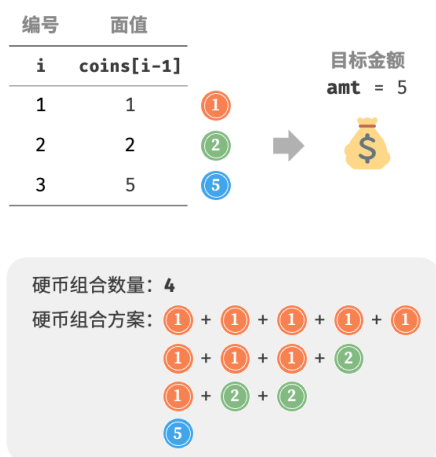 编号 面值
i coins[i-1]
1 1 1
2 2 2
3 5 5
目标金额
amt = 5
$
硬币组合数量：4
硬币组合方案：1 + 1 + 1 + 1 + 1
1 + 1 + 1 + 2
1 + 2 + 2
5